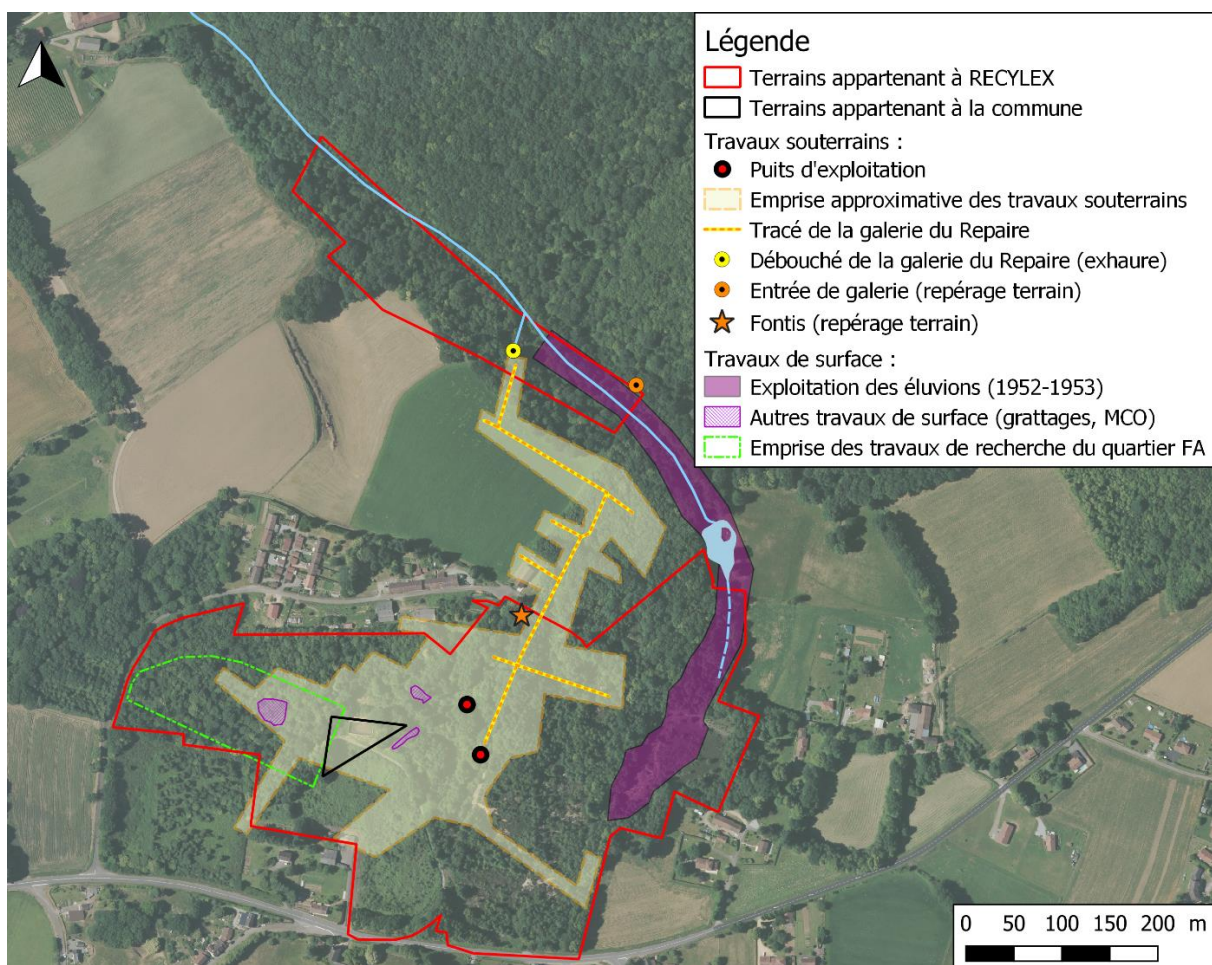 Légende
Terrains appartenant à RECYLEX
Terrains appartenant à la commune
Travaux souterrains :
Puits d'exploitation
Emprise approximative des travaux souterrains
Tracé de la galerie du Repaire
Débouché de la galerie du Repaire (exhaure)
Entrée de galerie (repérage terrain)
Fontis (repérage terrain)
Travaux de surface :
Exploitation des éluvions (1952-1953)
Autres travaux de surface (grattages, MCO)
Emprise des travaux de recherche du quartier FA
0 50 100 150 200 m